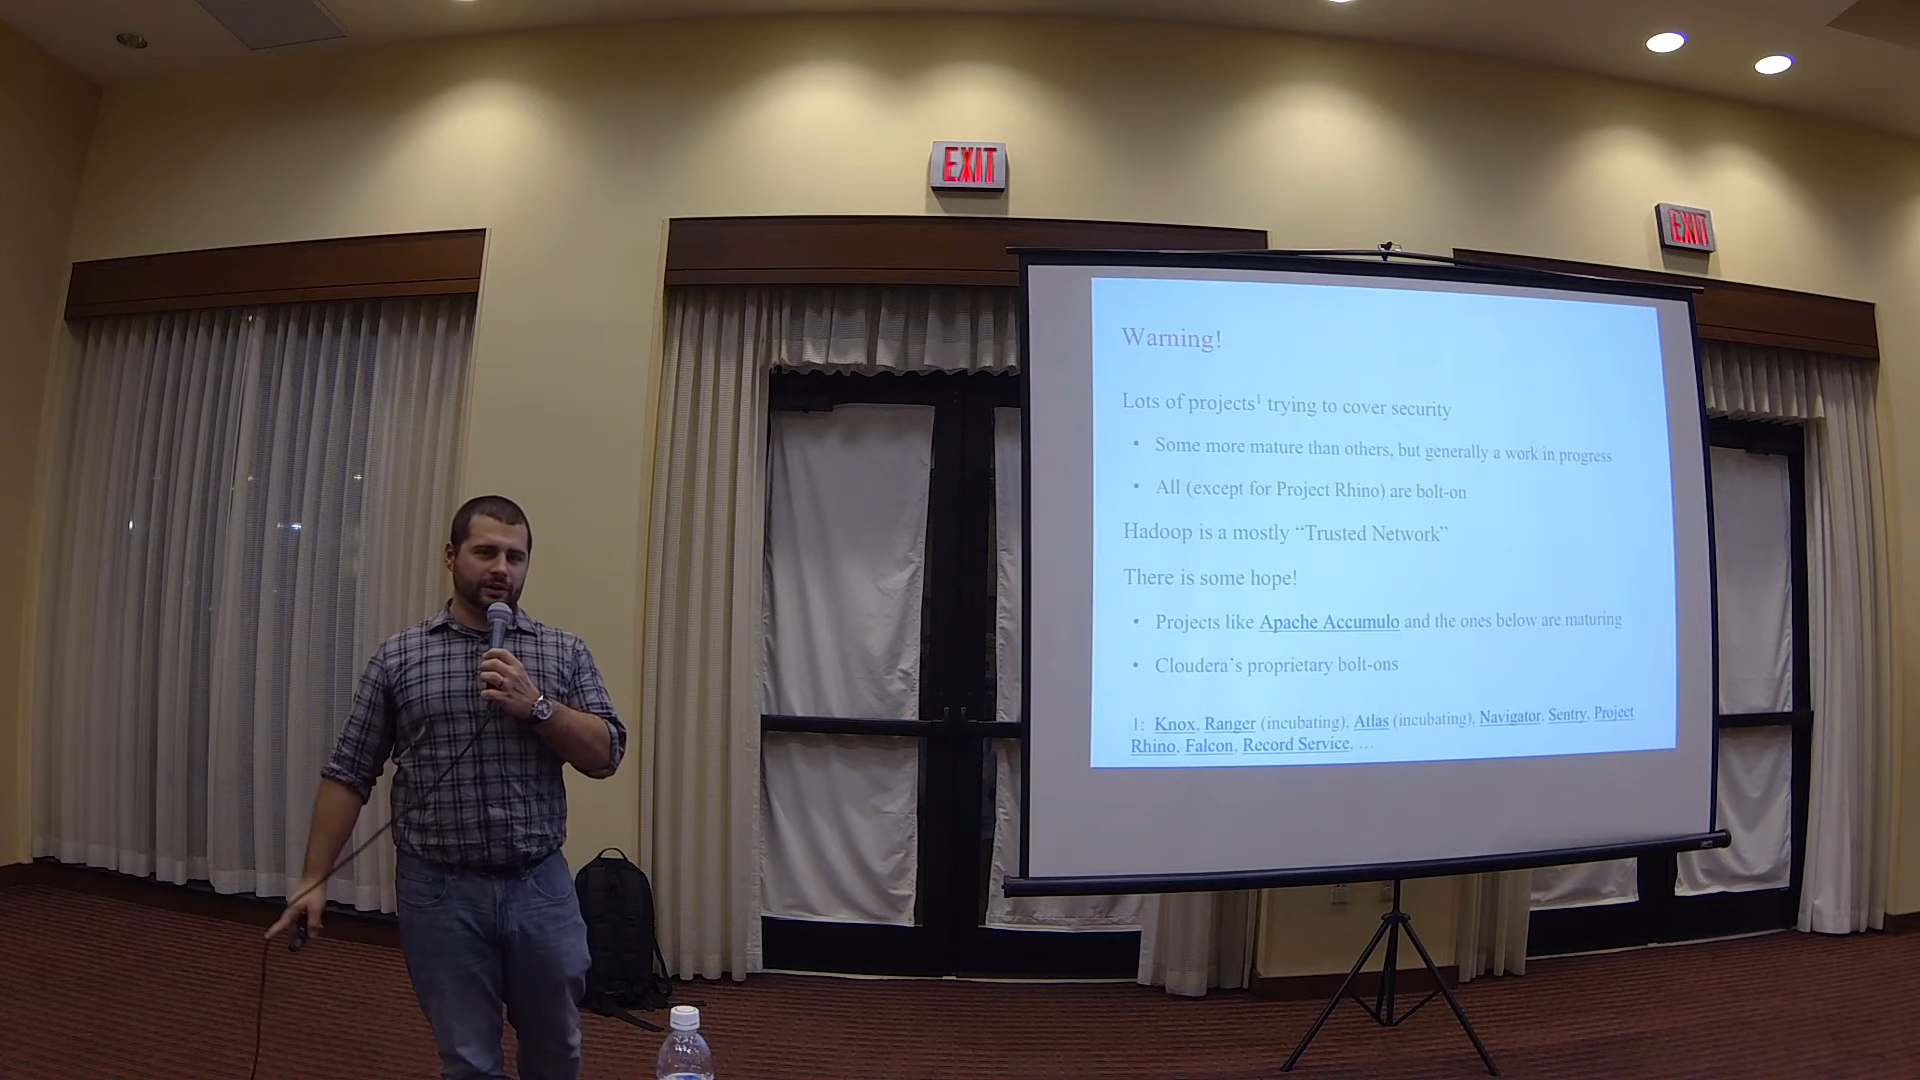 EXIT
EXIT
Warning!
Lots of projects¹ trying to cover security
• Some more mature than others, but generally a work in progress
• All (except for Project Rhino) are bolt-on
Hadoop is a mostly “Trusted Network”
There is some hope!
• Projects like Apache Accumulo and the ones below are maturing
• Cloudera’s proprietary bolt-ons
1: Knox, Ranger (incubating), Atlas (incubating), Navigator, Sentry, Project
Rhino, Falcon, Record Service, …